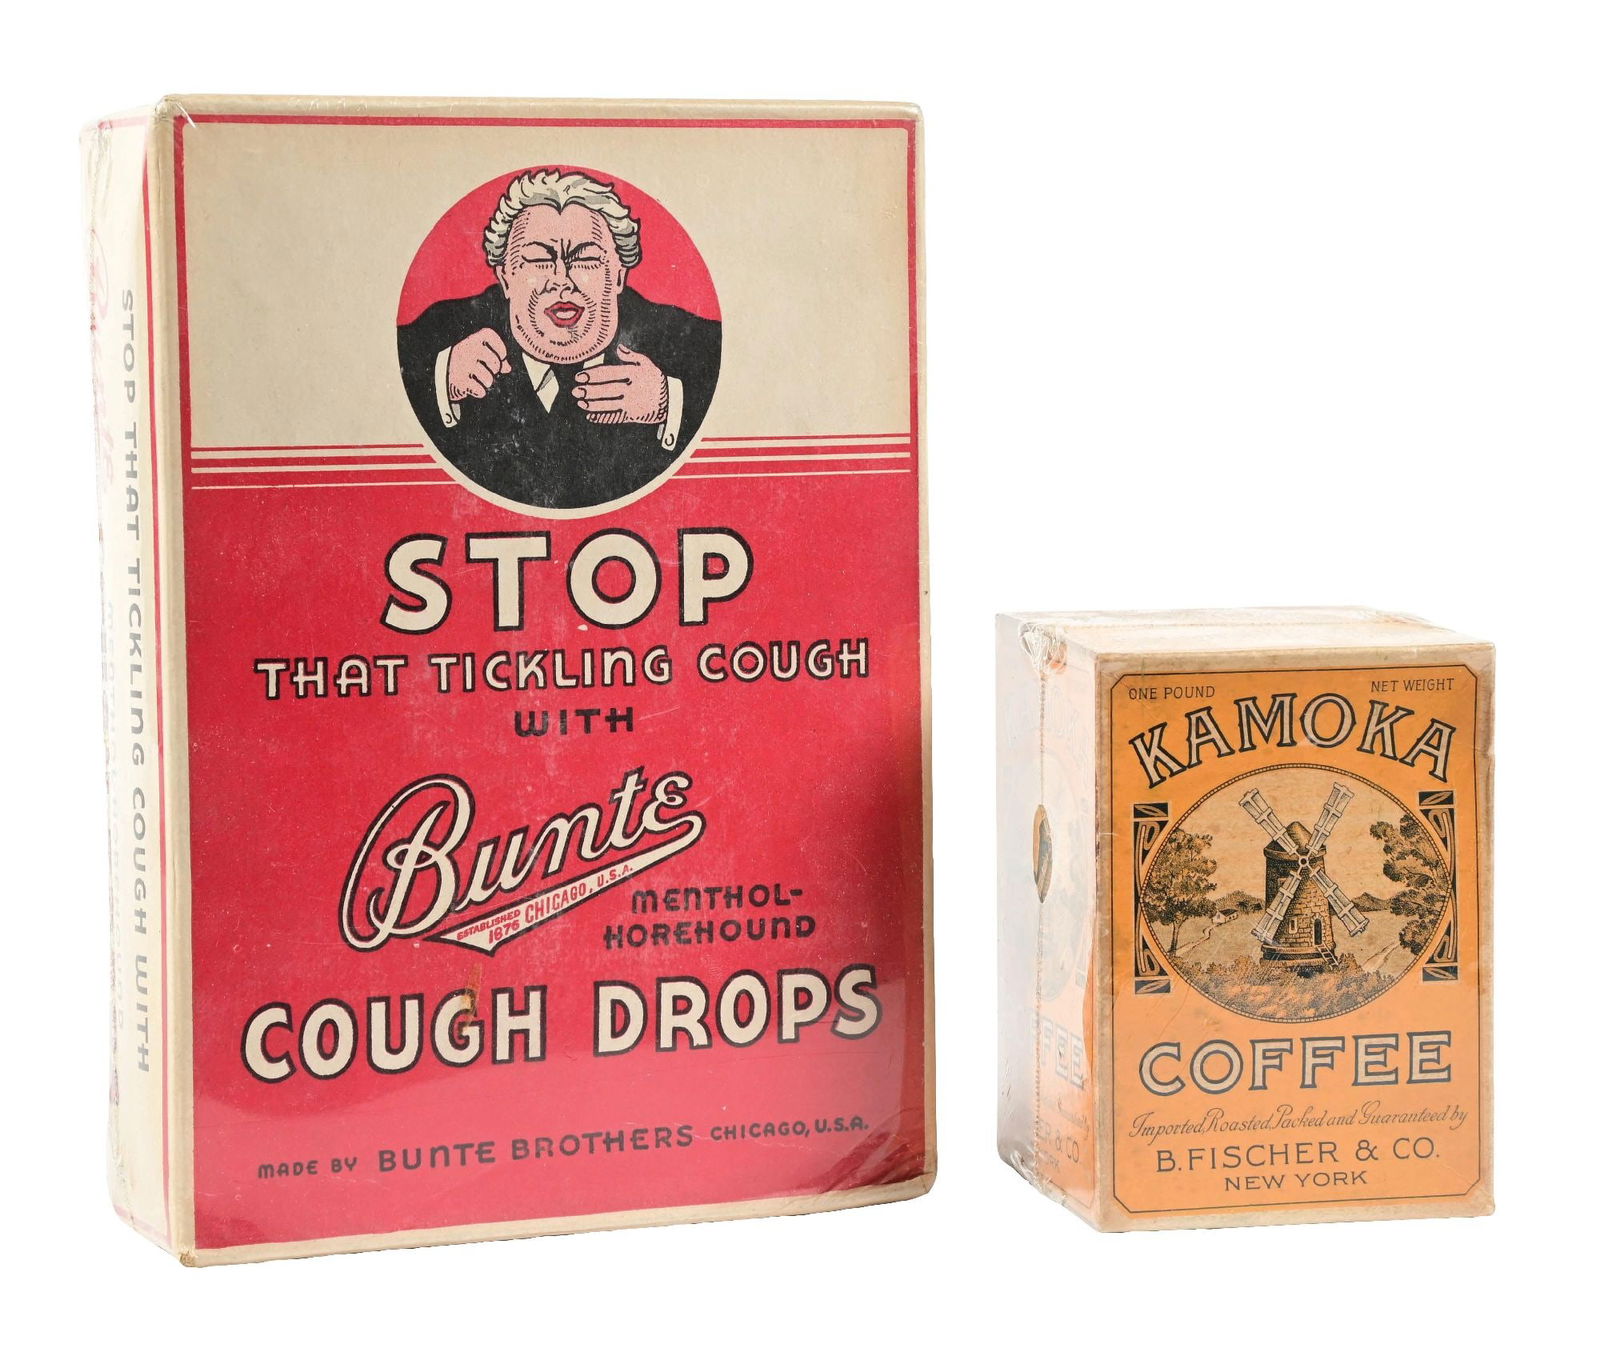 STOP
THAT TICKLING COUGH
WITH
Bunte
ESTABLISHED
1876
CHICAGO, U.S.A.
MENTHOL-
HOREHOUND
COUGH DROPS
MADE BY BUNTE BROTHERS CHICAGO, U.S.A.
STOP THAT TICKLING COUGH WITH
ONE POUND NET WEIGHT
KAMOKA
COFFEE
Imported, Roasted, Packed and Guaranteed by
B. FISCHER & CO.
NEW YORK